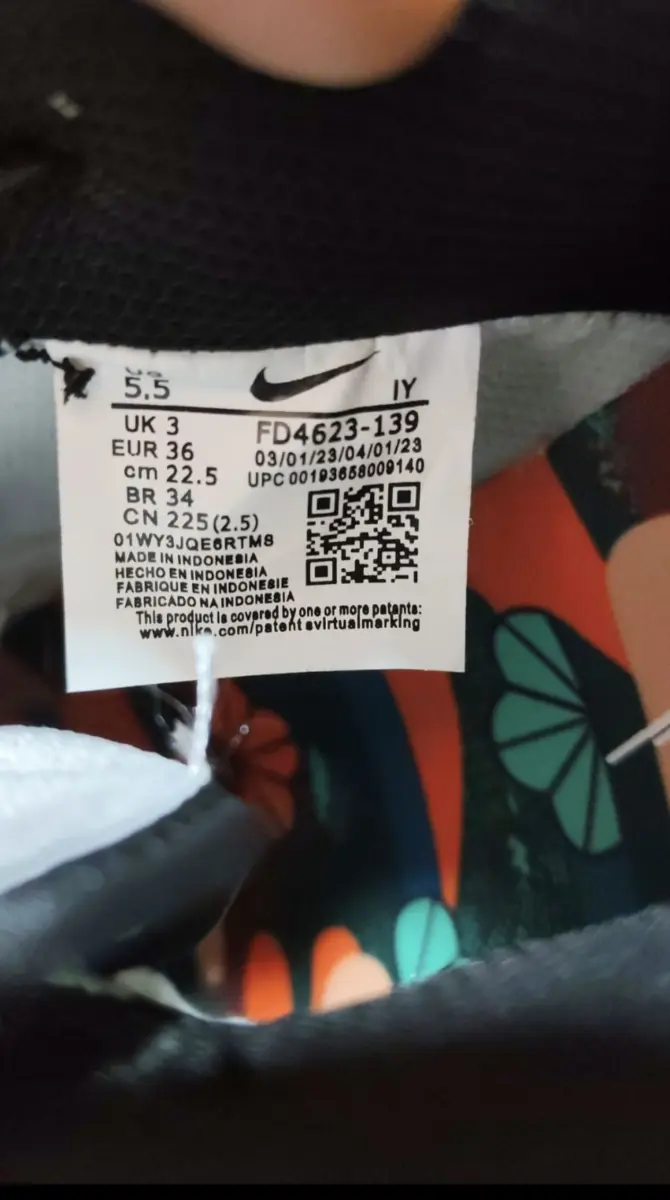 US
5.5
IY
UK 3
FD4623-139
EUR 36
03/01/23/04/01/23
cm 22.5
UPC 00193658009140
BR 34
CN 225 (2.5)
01WY3JQE6RTM8
MADE IN INDONESIA
HECHO EN INDONESIA
FABRIQUE EN INDONESIE
FABRICADO NA INDONESIA
This product is covered by one or more patents:
www.nike.com/patentsvirtualmarking